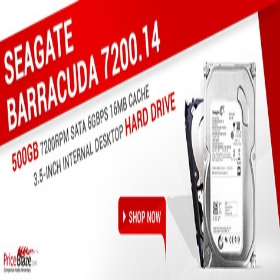 SEAGATE
BARRACUDA 7200.14
500GB 7200RPM SATA 6GBPS 16MB CACHE
3.5-INCH INTERNAL DESKTOP HARD DRIVE
SHOP NOW
PriceBlaze.com